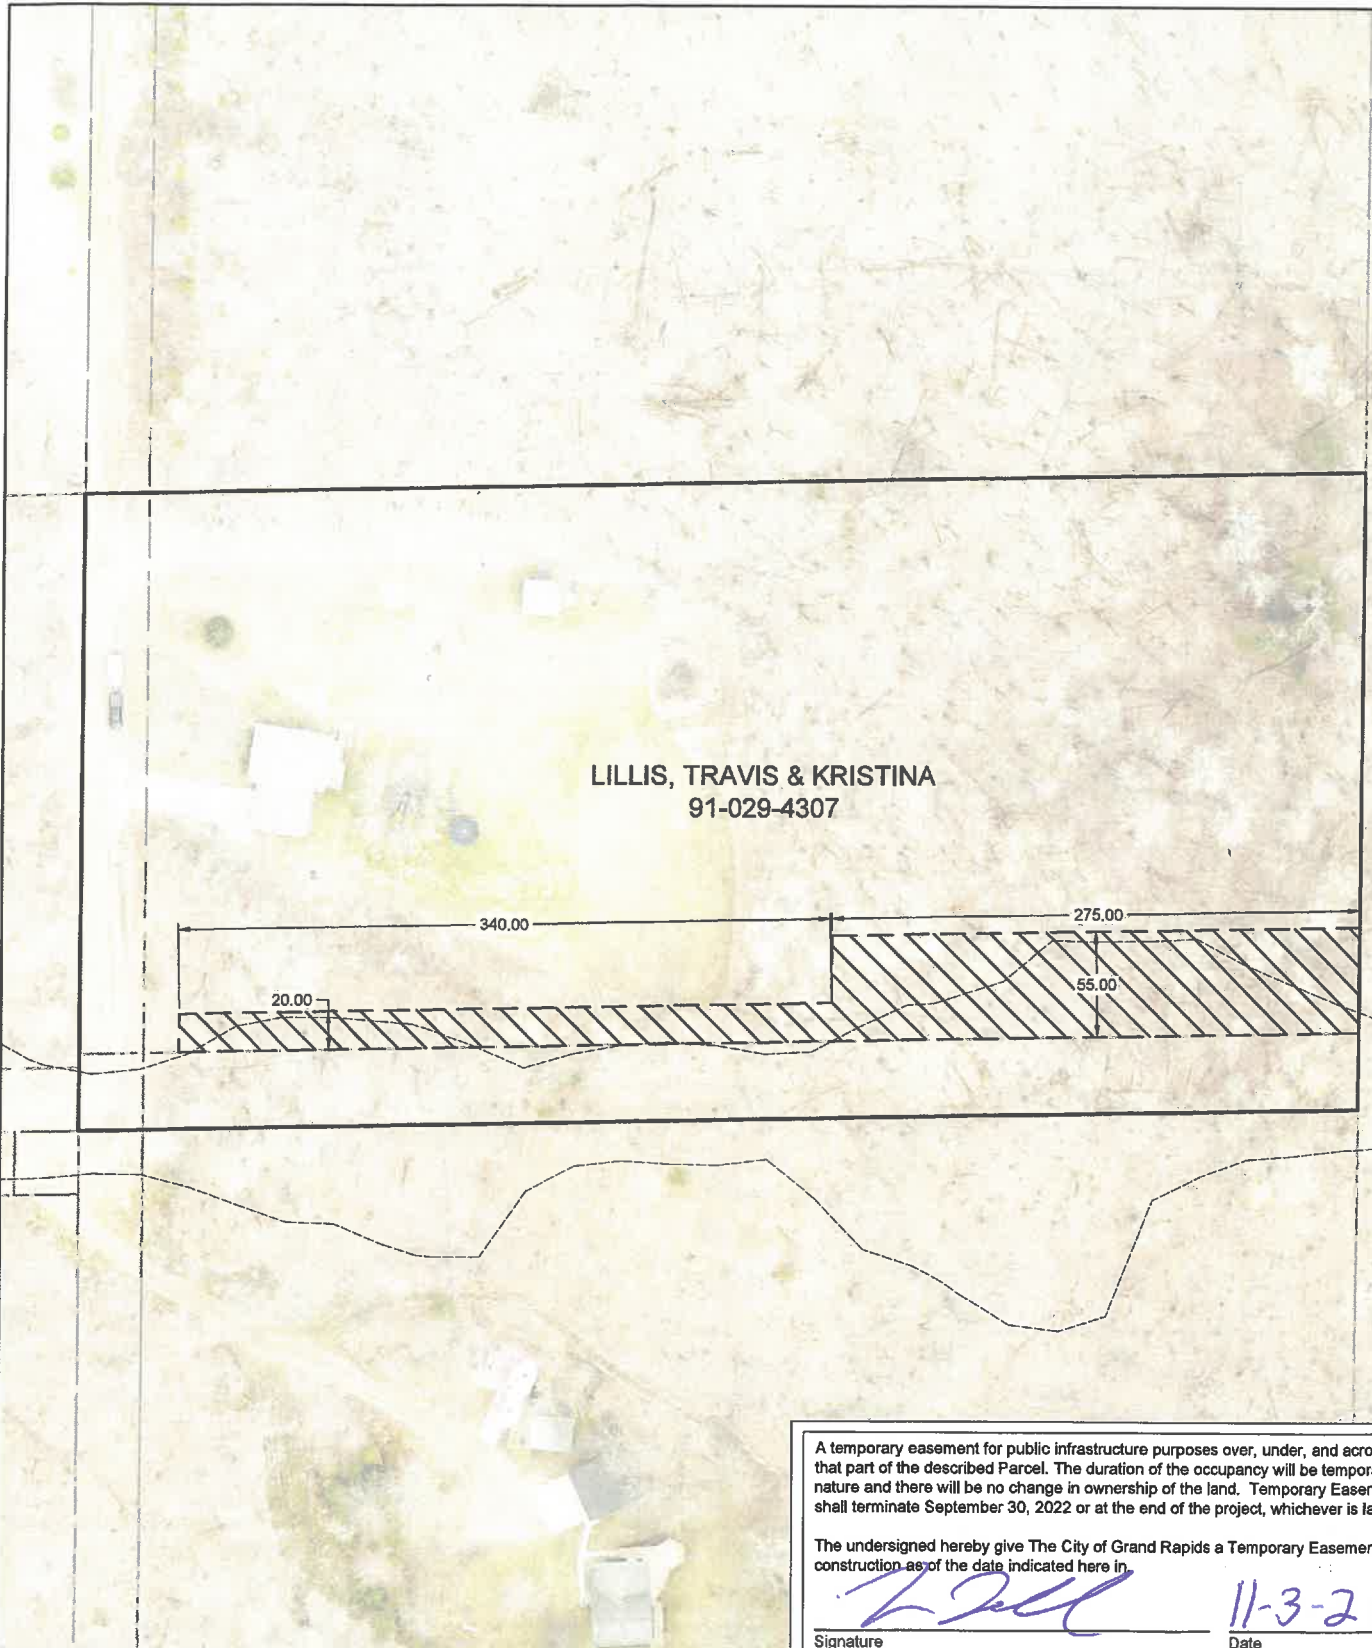 LILLIS, TRAVIS & KRISTINA
91-029-4307
340.00
275.00
20.00
55.00
A temporary easement for public infrastructure purposes over, under, and acro
that part of the described Parcel. The duration of the occupancy will be tempor
nature and there will be no change in ownership of the land. Temporary Easer
shall terminate September 30, 2022 or at the end of the project, whichever is la
The undersigned hereby give The City of Grand Rapids a Temporary Easemer
construction as of the date indicated here in.
11-3-2
Signature
Date